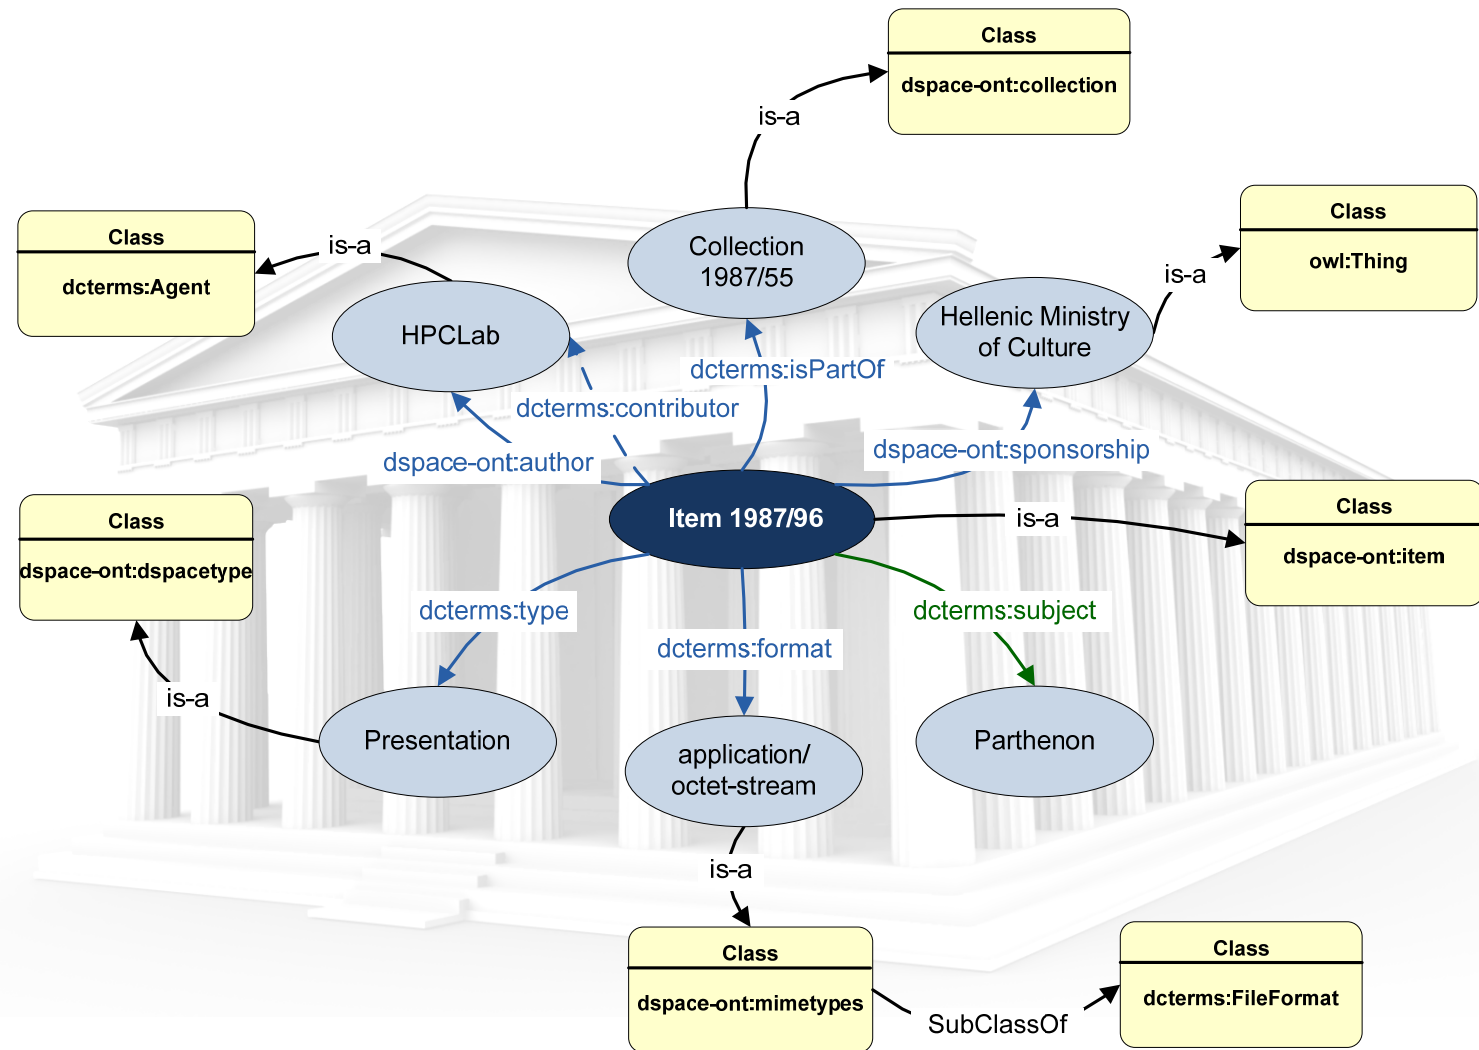 Class
dspace-ont:collection
is-a
Class
owl:Thing
is-a
Class
dcterms:Agent
is-a
Collection
1987/55
HPCLab
Hellenic Ministry
of Culture
dcterms:isPartOf
dcterms:contributor
dspace-ont:author
dspace-ont:sponsorship
Item 1987/96
is-a
Class
dspace-ont:item
Class
dspace-ont:dspacetype
dcterms:type
dcterms:format
dcterms:subject
is-a
Presentation
application/
octet-stream
Parthenon
is-a
Class
dspace-ont:mimetypes
SubClassOf
Class
dcterms:FileFormat